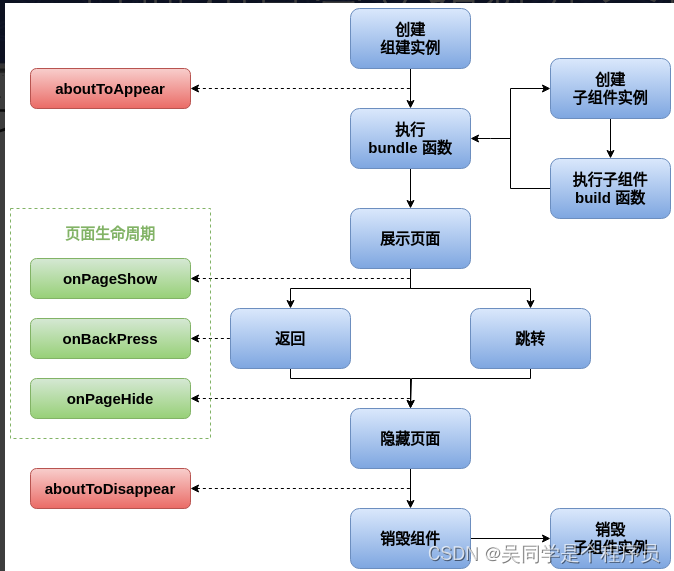 创建
组建实例
aboutToAppear
创建
子组件实例
执行
bundle 函数
执行子组件
build 函数
页面生命周期
展示页面
onPageShow
返回
跳转
onBackPress
onPageHide
隐藏页面
aboutToDisappear
销毁组件
销毁
子组件实例
CSDN @吴同学是个程序员